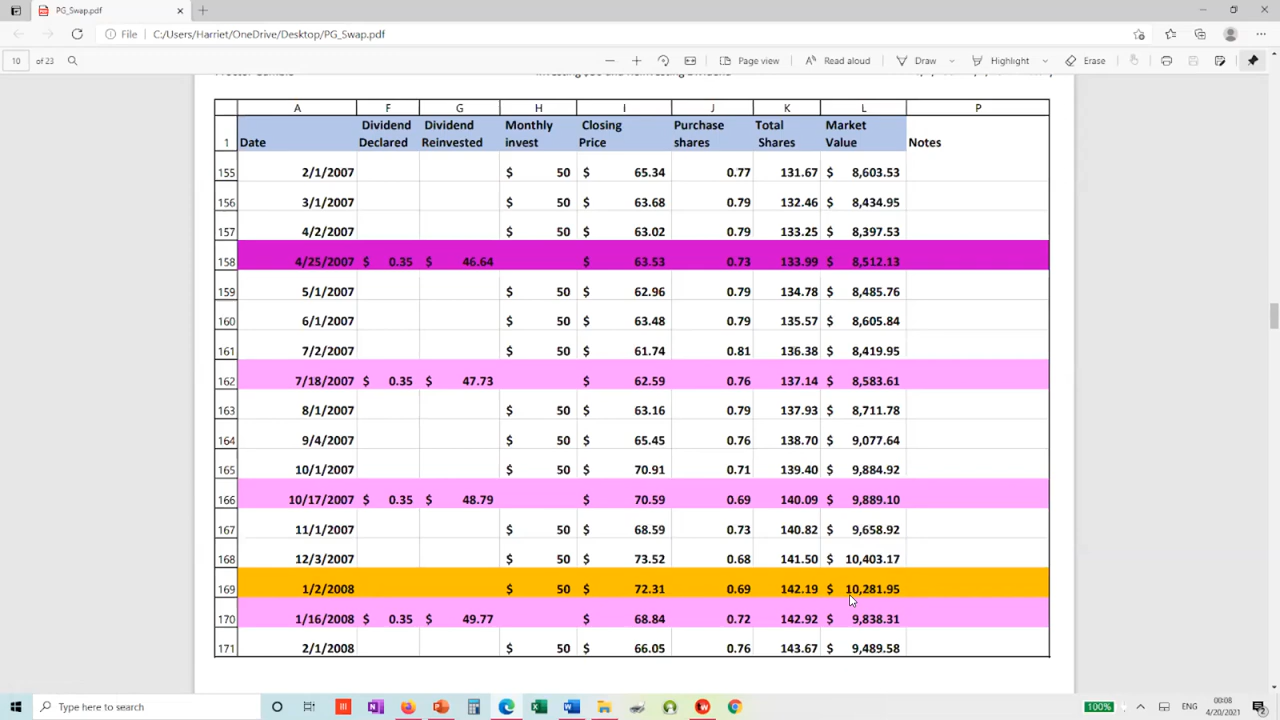 PG_Swap.pdf
File C:/Users/Harriet/OneDrive/Desktop/PG_Swap.pdf
10 of 23 Page view Read aloud Draw Highlight Erase
Investing $50 and Reinvesting Dividend
A F G H I J K L P
1 Date Dividend Declared Dividend Reinvested Monthly invest Closing Price Purchase shares Total Shares Market Value Notes
155 2/1/2007 $ 50 $ 65.34 0.77 131.67 $ 8,603.53
156 3/1/2007 $ 50 $ 63.68 0.79 132.46 $ 8,434.95
157 4/2/2007 $ 50 $ 63.02 0.79 133.25 $ 8,397.53
158 4/25/2007 $ 0.35 $ 46.64 $ 63.53 0.73 133.99 $ 8,512.13
159 5/1/2007 $ 50 $ 62.96 0.79 134.78 $ 8,485.76
160 6/1/2007 $ 50 $ 63.48 0.79 135.57 $ 8,605.84
161 7/2/2007 $ 50 $ 61.74 0.81 136.38 $ 8,419.95
162 7/18/2007 $ 0.35 $ 47.73 $ 62.59 0.76 137.14 $ 8,583.61
163 8/1/2007 $ 50 $ 63.16 0.79 137.93 $ 8,711.78
164 9/4/2007 $ 50 $ 65.45 0.76 138.70 $ 9,077.64
165 10/1/2007 $ 50 $ 70.91 0.71 139.40 $ 9,884.92
166 10/17/2007 $ 0.35 $ 48.79 $ 70.59 0.69 140.09 $ 9,889.10
167 11/1/2007 $ 50 $ 68.59 0.73 140.82 $ 9,658.92
168 12/3/2007 $ 50 $ 73.52 0.68 141.50 $ 10,403.17
169 1/2/2008 $ 50 $ 72.31 0.69 142.19 $ 10,281.95
170 1/16/2008 $ 0.35 $ 49.77 $ 68.84 0.72 142.92 $ 9,838.31
171 2/1/2008 $ 50 $ 66.05 0.76 143.67 $ 9,489.58
Type here to search 100% ENG 00:08
4/20/2021